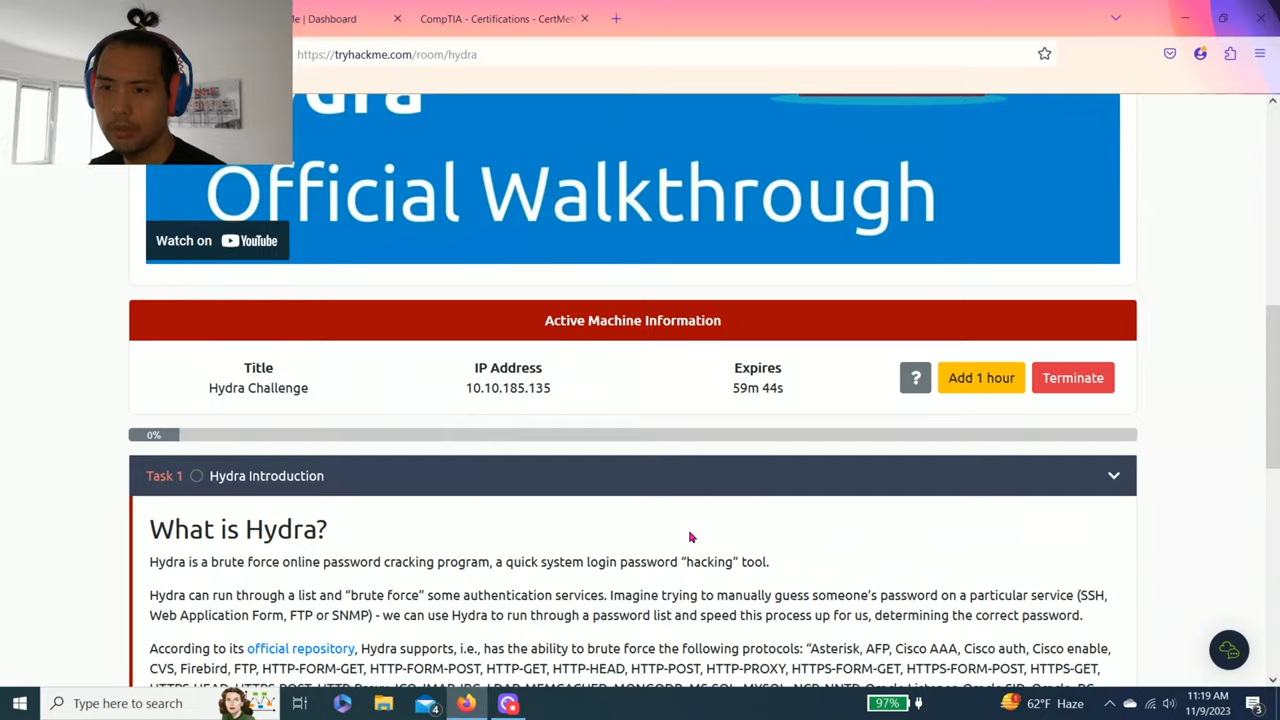 Me | Dashboard
CompTIA - Certifications - CertMet
https://tryhackme.com/room/hydra
Hydra
Official Walkthrough
Watch on YouTube
Active Machine Information
Title
IP Address
Expires
Hydra Challenge
10.10.185.135
59m 44s
?
Add 1 hour
Terminate
0%
Task 1
Hydra Introduction
What is Hydra?
Hydra is a brute force online password cracking program, a quick system login password “hacking” tool.
Hydra can run through a list and “brute force” some authentication services. Imagine trying to manually guess someone’s password on a particular service (SSH,
Web Application Form, FTP or SNMP) - we can use Hydra to run through a password list and speed this process up for us, determining the correct password.
According to its official repository, Hydra supports, i.e., has the ability to brute force the following protocols: “Asterisk, AFP, Cisco AAA, Cisco auth, Cisco enable,
CVS, Firebird, FTP, HTTP-FORM-GET, HTTP-FORM-POST, HTTP-GET, HTTP-HEAD, HTTP-POST, HTTP-PROXY, HTTPS-FORM-GET, HTTPS-FORM-POST, HTTPS-GET,
Type here to search
4
97%
62°F Haze
11:19 AM
11/9/2023
3